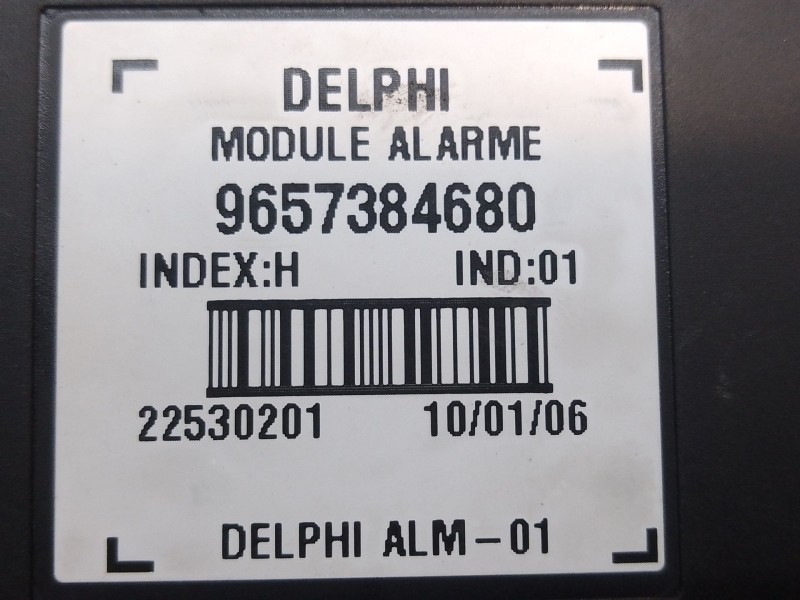 DELPHI
MODULE ALARME
9657384680
INDEX:H IND:01
22530201 10/01/06
DELPHI ALM-01